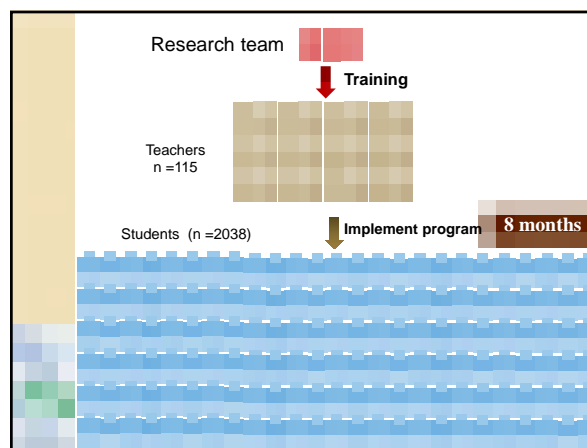 Research team
Training
Teachers
n =115
Implement program
8 months
Students (n =2038)